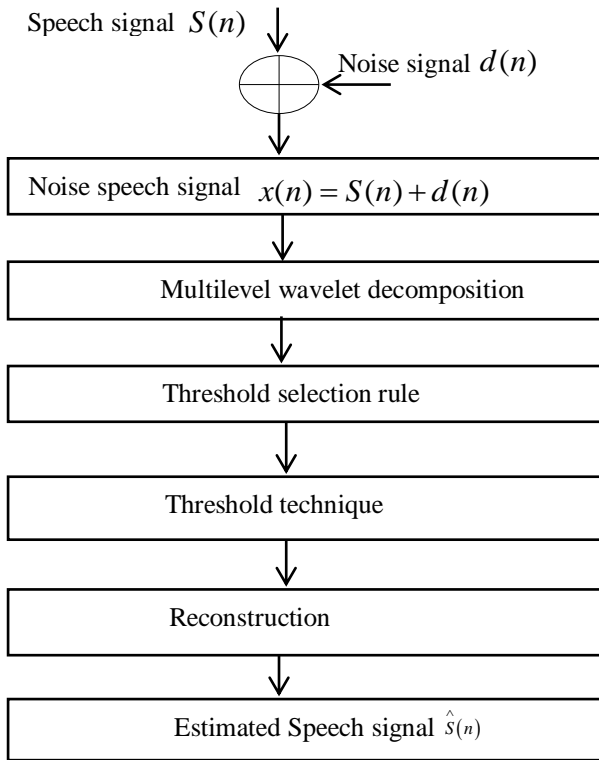 Speech signal S(n)
Noise signal d(n)
Noise speech signal x(n) = S(n) + d(n)
Multilevel wavelet decomposition
Threshold selection rule
Threshold technique
Reconstruction
Estimated Speech signal Ŝ(n)